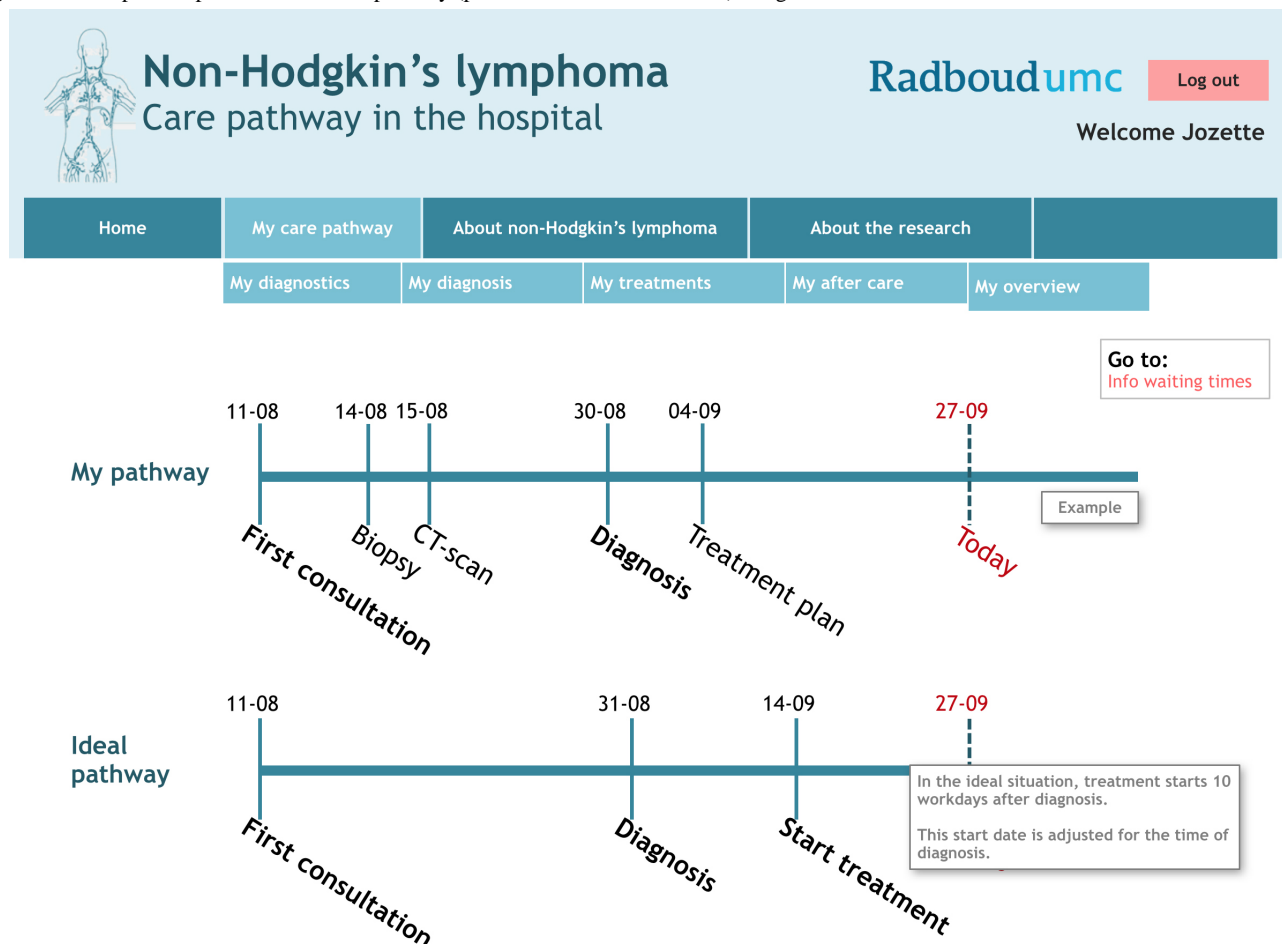 Non-Hodgkin's lymphoma
Care pathway in the hospital
Radboudumc
Log out
Welcome Jozette
Home
My care pathway
About non-Hodgkin's lymphoma
About the research
My diagnostics
My diagnosis
My treatments
My after care
My overview
Go to:
Info waiting times
11-08
14-08
15-08
30-08
04-09
27-09
My pathway
Example
First consultation
Biopsy
CT-scan
Diagnosis
Treatment plan
Today
11-08
31-08
14-09
27-09
Ideal
pathway
In the ideal situation, treatment starts 10
workdays after diagnosis.
This start date is adjusted for the time of
diagnosis.
First consultation
Diagnosis
Start treatment